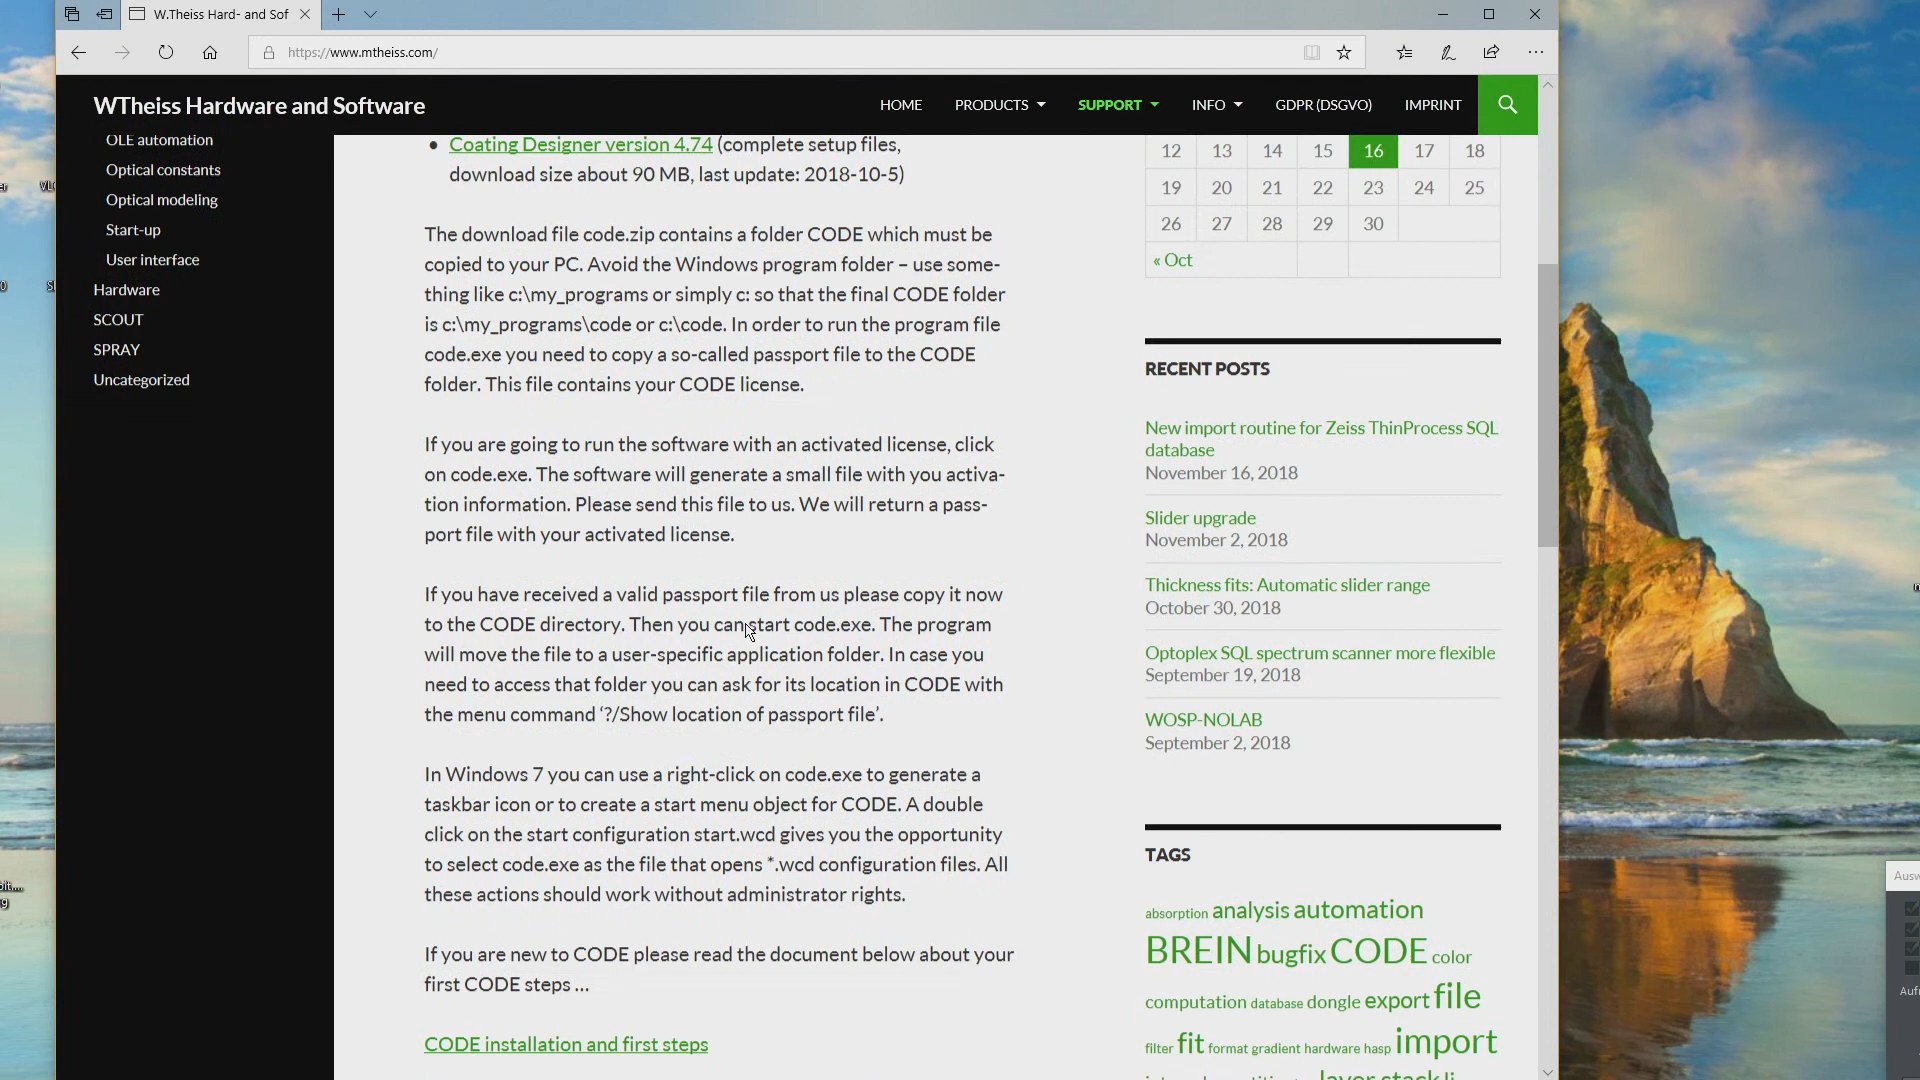 W.Theiss Hard- and Sof
https://www.mtheiss.com/
WTheiss Hardware and Software
HOME PRODUCTS SUPPORT INFO GDPR (DSGVO) IMPRINT
OLE automation
Optical constants
Optical modeling
Start-up
User interface
Hardware
SCOUT
SPRAY
Uncategorized
Coating Designer version 4.74 (complete setup files,
download size about 90 MB, last update: 2018-10-5)
The download file code.zip contains a folder CODE which must be
copied to your PC. Avoid the Windows program folder – use some-
thing like c:\my_programs or simply c: so that the final CODE folder
is c:\my_programs\code or c:\code. In order to run the program file
code.exe you need to copy a so-called passport file to the CODE
folder. This file contains your CODE license.
If you are going to run the software with an activated license, click
on code.exe. The software will generate a small file with you activa-
tion information. Please send this file to us. We will return a pass-
port file with your activated license.
If you have received a valid passport file from us please copy it now
to the CODE directory. Then you can start code.exe. The program
will move the file to a user-specific application folder. In case you
need to access that folder you can ask for its location in CODE with
the menu command ‘?/Show location of passport file’.
In Windows 7 you can use a right-click on code.exe to generate a
taskbar icon or to create a start menu object for CODE. A double
click on the start configuration start.wcd gives you the opportunity
to select code.exe as the file that opens *.wcd configuration files. All
these actions should work without administrator rights.
If you are new to CODE please read the document below about your
first CODE steps …
CODE installation and first steps
12 13 14 15 16 17 18
19 20 21 22 23 24 25
26 27 28 29 30
« Oct
RECENT POSTS
New import routine for Zeiss ThinProcess SQL
database
November 16, 2018
Slider upgrade
November 2, 2018
Thickness fits: Automatic slider range
October 30, 2018
Optoplex SQL spectrum scanner more flexible
September 19, 2018
WOSP-NOLAB
September 2, 2018
TAGS
absorption analysis automation
BREIN bugfix CODE color
computation database dongle export file
filter fit format gradient hardware hasp import
layer stack
Ausw
Aufr